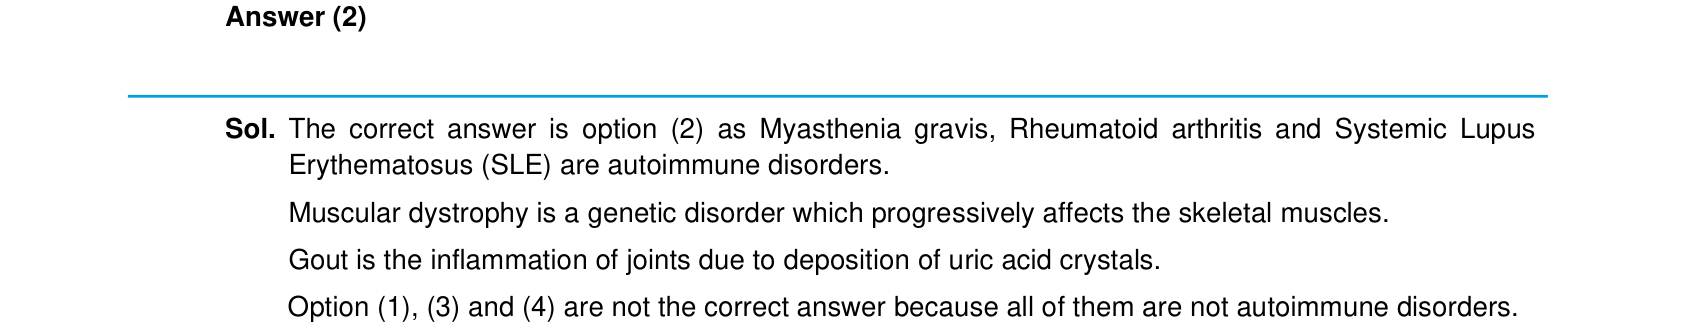 Answer (2)
Sol. The correct answer is option (2) as Myasthenia gravis, Rheumatoid arthritis and Systemic Lupus
Erythematosus (SLE) are autoimmune disorders.
Muscular dystrophy is a genetic disorder which progressively affects the skeletal muscles.
Gout is the inflammation of joints due to deposition of uric acid crystals.
Option (1), (3) and (4) are not the correct answer because all of them are not autoimmune disorders.